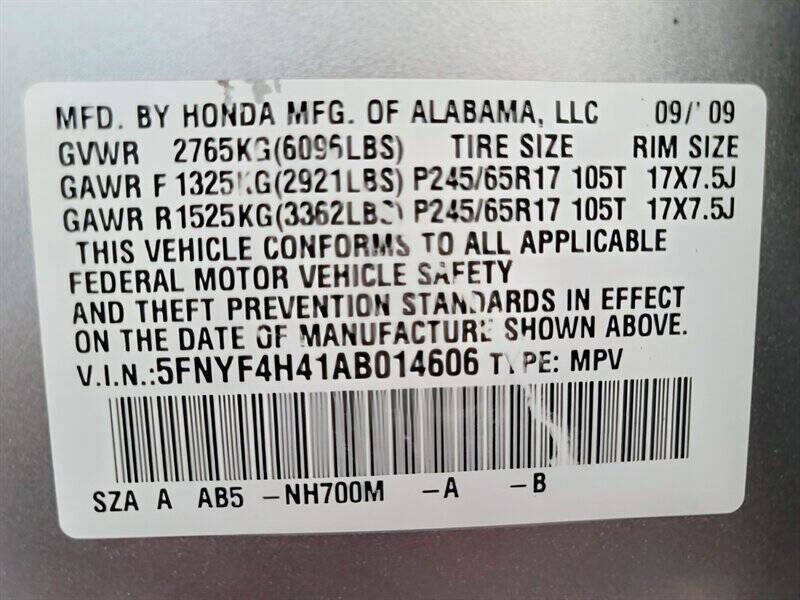 MFD. BY HONDA MFG. OF ALABAMA, LLC 09/'09
GVWR 2765KG(6096LBS) TIRE SIZE RIM SIZE
GAWR F 1325KG(2921LBS) P245/65R17 105T 17X7.5J
GAWR R1525KG(3362LBS) P245/65R17 105T 17X7.5J
THIS VEHICLE CONFORMS TO ALL APPLICABLE
FEDERAL MOTOR VEHICLE SAFETY
AND THEFT PREVENTION STANDARDS IN EFFECT
ON THE DATE OF MANUFACTURE SHOWN ABOVE.
V.I.N.:5FNYF4H41AB014606 TYPE: MPV
SZA A AB5 -NH700M -A -B